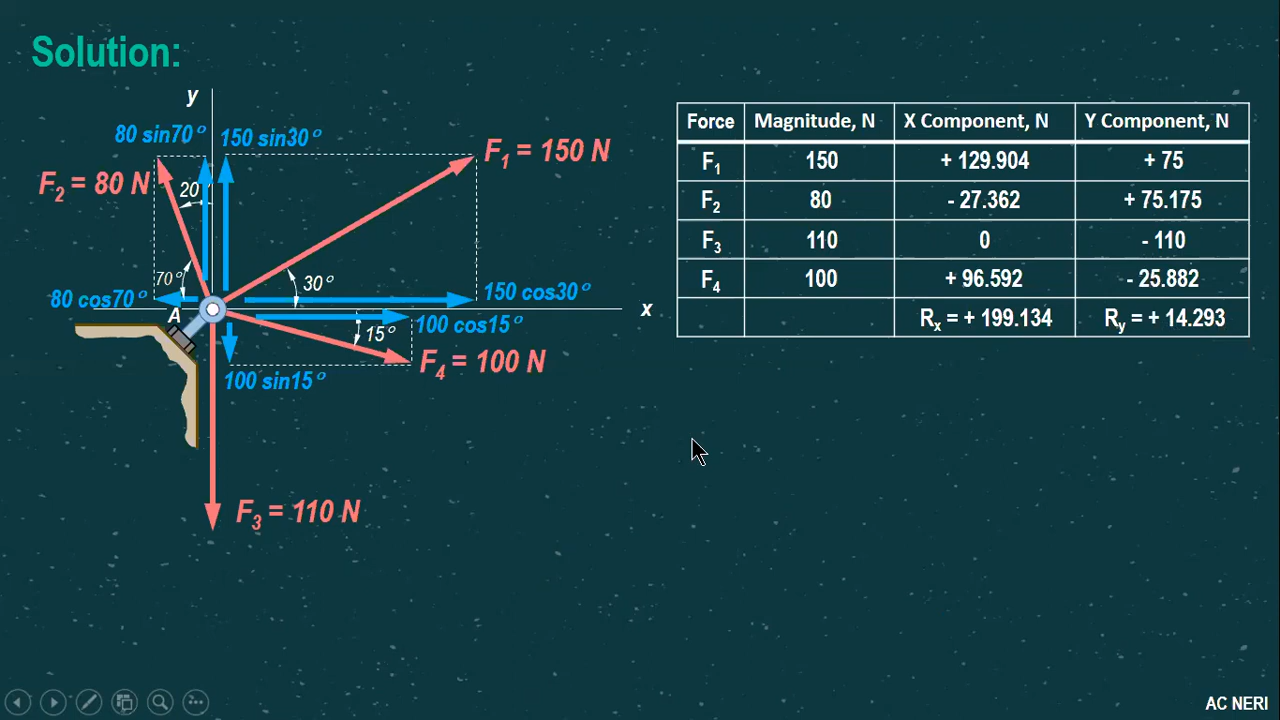 Solution:
y
80 sin70°
150 sin30°
F₁ = 150 N
F₂ = 80 N
20
70°
30°
80 cos70°
150 cos30°
A
x
100 cos15°
15°
F₄ = 100 N
100 sin15°
F₃ = 110 N
Force Magnitude, N X Component, N Y Component, N
F₁ 150 + 129.904 + 75
F₂ 80 - 27.362 + 75.175
F₃ 110 0 - 110
F₄ 100 + 96.592 - 25.882
Rₓ = + 199.134 Rᵧ = + 14.293
AC NERI